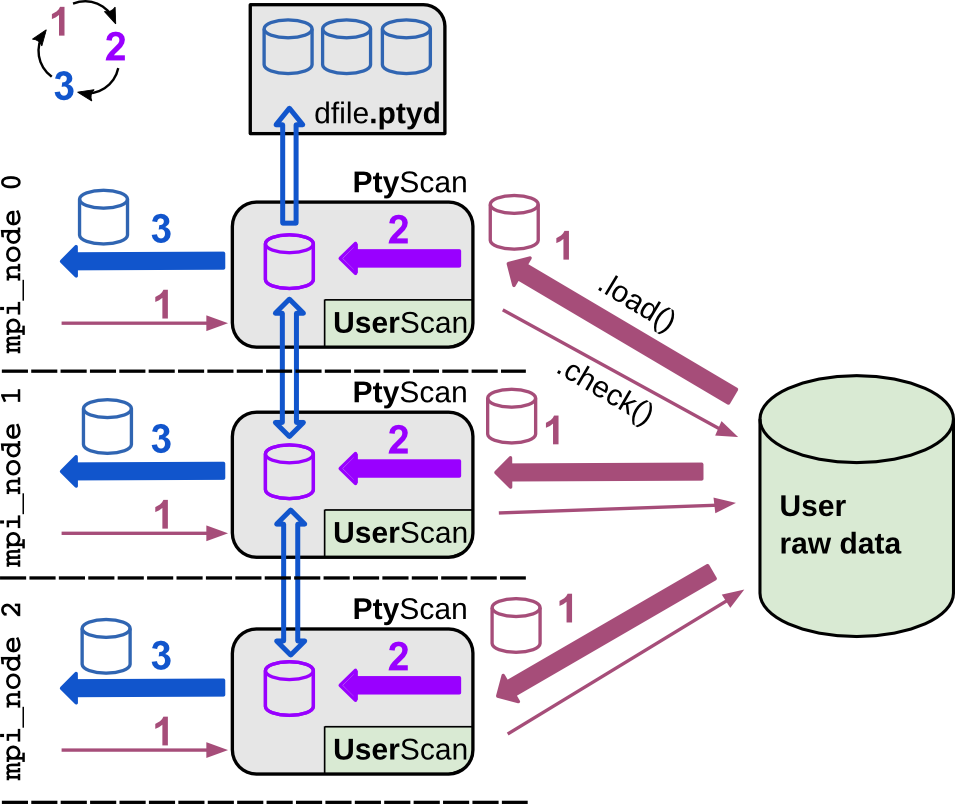 1
2
3
dfile.ptyd
mpi_node 0
PtyScan
3
2
1
1
UserScan
.load()
.check()
mpi_node 1
PtyScan
3
2
1
1
UserScan
User
raw data
mpi_node 2
PtyScan
3
2
1
1
UserScan